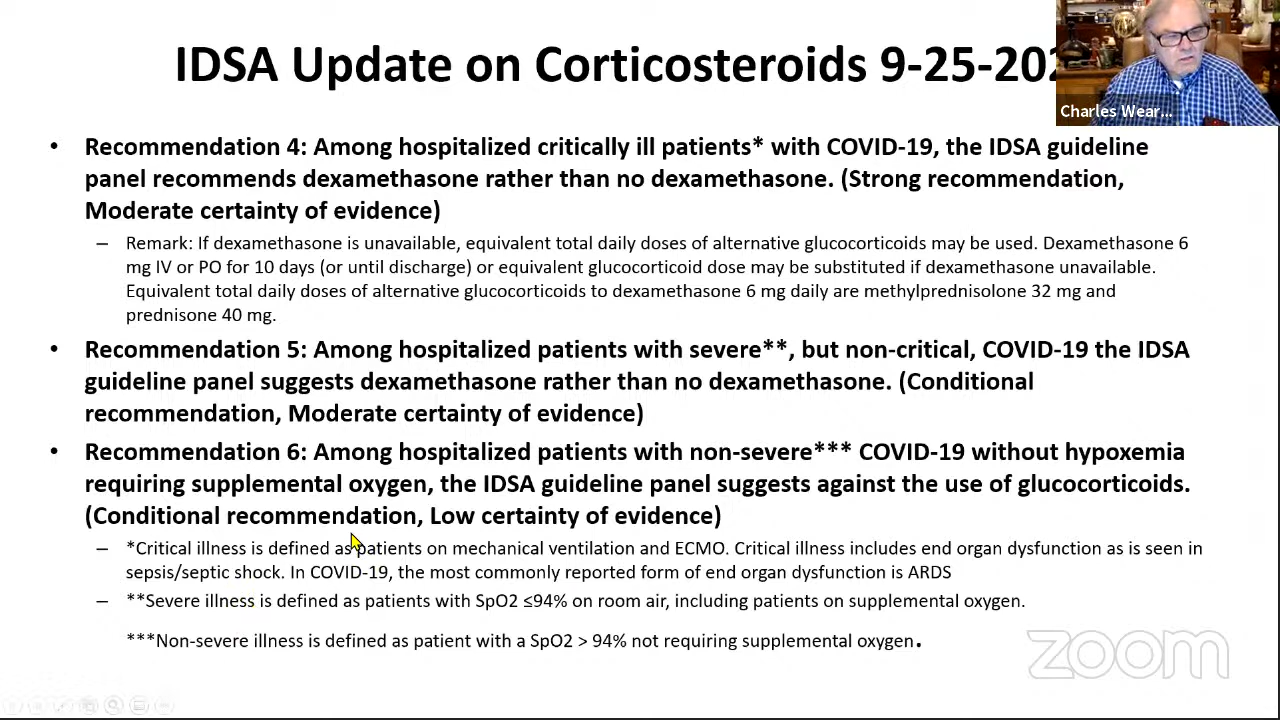 IDSA Update on Corticosteroids 9-25-202
Charles Wear...
• Recommendation 4: Among hospitalized critically ill patients* with COVID-19, the IDSA guideline
panel recommends dexamethasone rather than no dexamethasone. (Strong recommendation,
Moderate certainty of evidence)
– Remark: If dexamethasone is unavailable, equivalent total daily doses of alternative glucocorticoids may be used. Dexamethasone 6
mg IV or PO for 10 days (or until discharge) or equivalent glucocorticoid dose may be substituted if dexamethasone unavailable.
Equivalent total daily doses of alternative glucocorticoids to dexamethasone 6 mg daily are methylprednisolone 32 mg and
prednisone 40 mg.
• Recommendation 5: Among hospitalized patients with severe**, but non-critical, COVID-19 the IDSA
guideline panel suggests dexamethasone rather than no dexamethasone. (Conditional
recommendation, Moderate certainty of evidence)
• Recommendation 6: Among hospitalized patients with non-severe*** COVID-19 without hypoxemia
requiring supplemental oxygen, the IDSA guideline panel suggests against the use of glucocorticoids.
(Conditional recommendation, Low certainty of evidence)
– *Critical illness is defined as patients on mechanical ventilation and ECMO. Critical illness includes end organ dysfunction as is seen in
sepsis/septic shock. In COVID-19, the most commonly reported form of end organ dysfunction is ARDS
– **Severe illness is defined as patients with SpO2 ≤94% on room air, including patients on supplemental oxygen.
***Non-severe illness is defined as patient with a SpO2 > 94% not requiring supplemental oxygen.
zoom